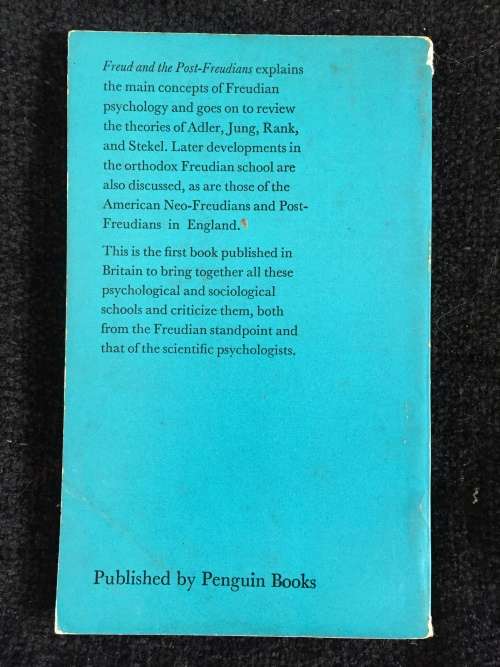 Freud and the Post-Freudians explains
the main concepts of Freudian
psychology and goes on to review
the theories of Adler, Jung, Rank,
and Stekel. Later developments in
the orthodox Freudian school are
also discussed, as are those of the
American Neo-Freudians and Post-
Freudians in England.
This is the first book published in
Britain to bring together all these
psychological and sociological
schools and criticize them, both
from the Freudian standpoint and
that of the scientific psychologists.
Published by Penguin Books